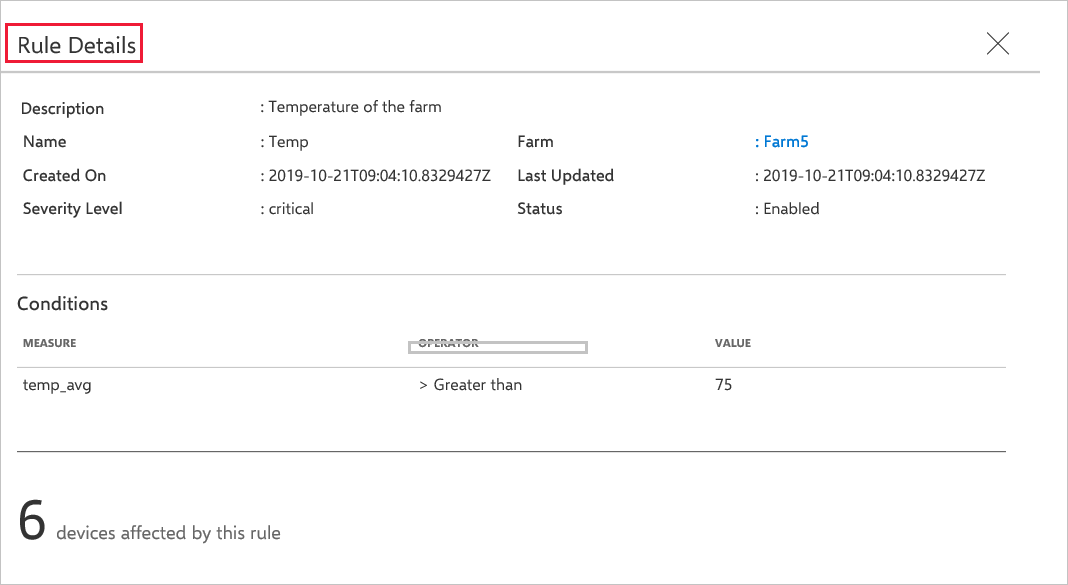 Rule Details
Description : Temperature of the farm
Name : Temp Farm : Farm5
Created On : 2019-10-21T09:04:10.8329427Z Last Updated : 2019-10-21T09:04:10.8329427Z
Severity Level : critical Status : Enabled
Conditions
MEASURE OPERATOR VALUE
temp_avg > Greater than 75
6 devices affected by this rule